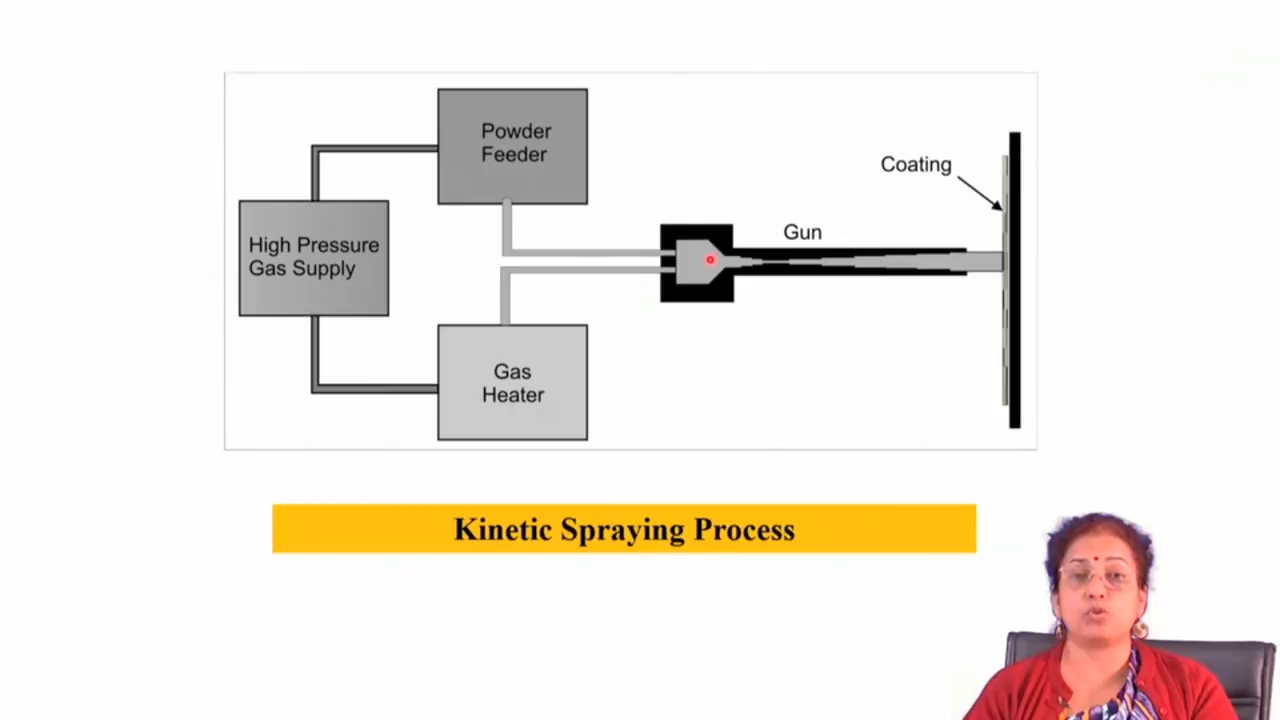 Powder
Feeder
High Pressure
Gas Supply
Gas
Heater
Gun
Coating
Kinetic Spraying Process